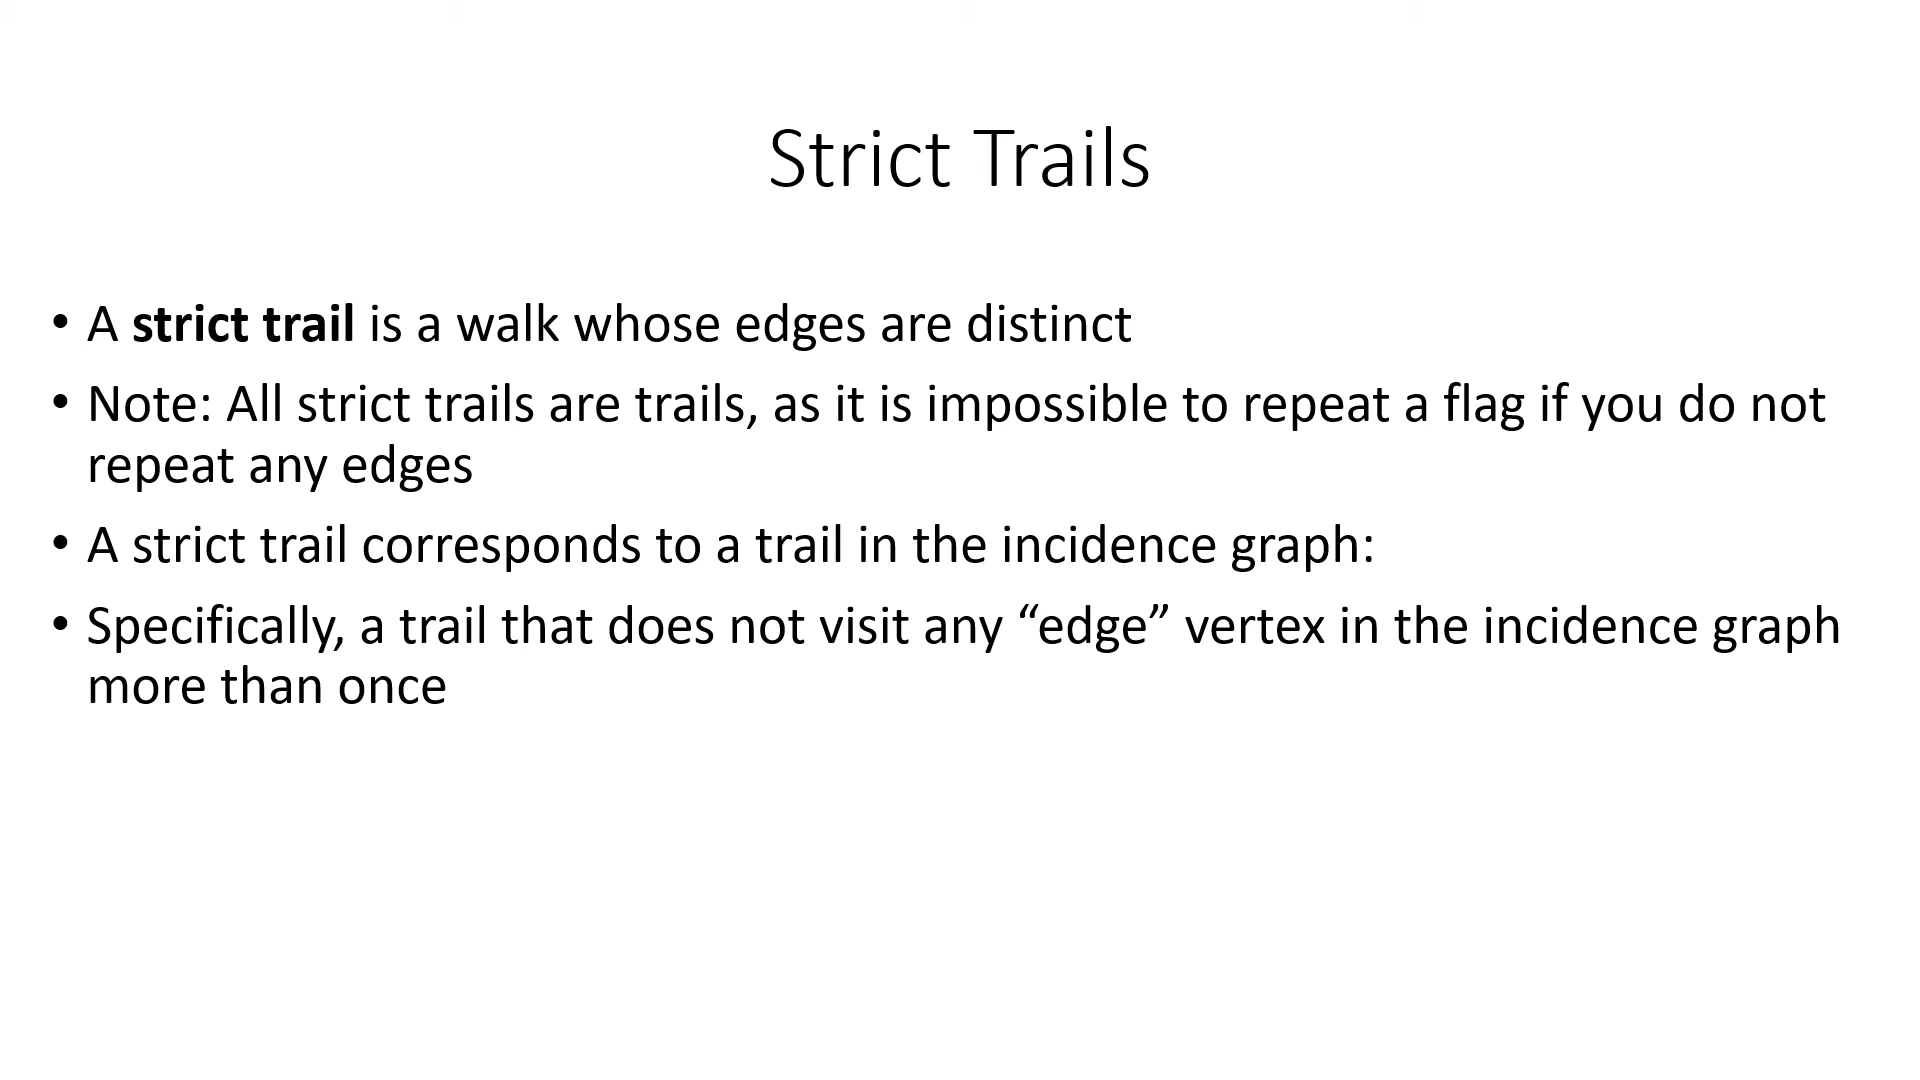 Strict Trails
• A strict trail is a walk whose edges are distinct
• Note: All strict trails are trails, as it is impossible to repeat a flag if you do not
repeat any edges
• A strict trail corresponds to a trail in the incidence graph:
• Specifically, a trail that does not visit any “edge” vertex in the incidence graph
more than once